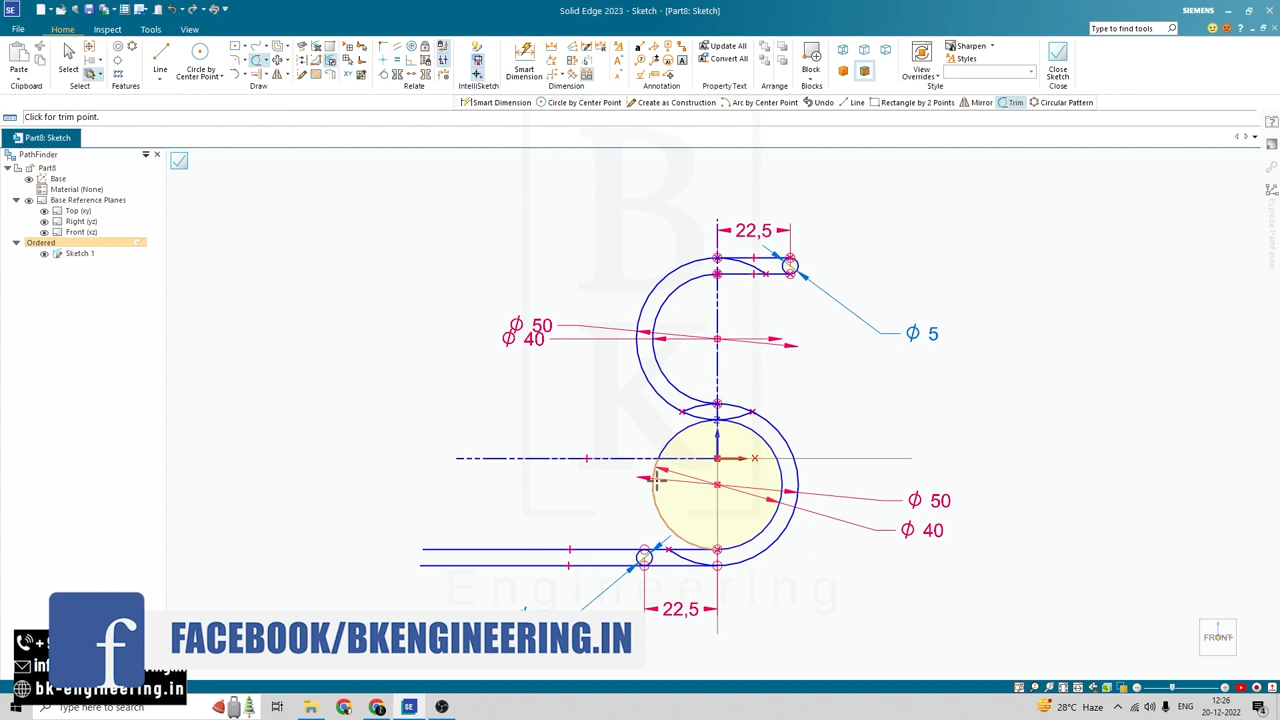 Solid Edge 2023 - Sketch - [Part8: Sketch]
SIEMENS
File Home Inspect Tools View
Type to find tools
Paste
Select
Line
Circle by Center Point
Smart Dimension
Update All
Convert All
Block
View Overrides
Sharpen
Styles
Close Sketch
Clipboard Select Features Draw Relate IntelliSketch Dimension Annotation Property Text Arrange Blocks Style Close
Smart Dimension Circle by Center Point Create as Construction Arc by Center Point Undo Line Rectangle by 2 Points Mirror Trim Circular Pattern
Click for trim point.
Part8: Sketch
PathFinder
Part8
Base
Material (None)
Base Reference Planes
Top (xy)
Right (yz)
Front (xz)
Ordered
Sketch 1
Explode PathFinder
B
K
Engineering
22,5
ϕ 50
ϕ 40
ϕ 5
Z
X
ϕ 50
ϕ 40
22,5
FRONT
f
FACEBOOK/BKENGINEERING.IN
bk-engineering.in
Type here to search
28°C Haze
ENG
12:26
20-12-2022